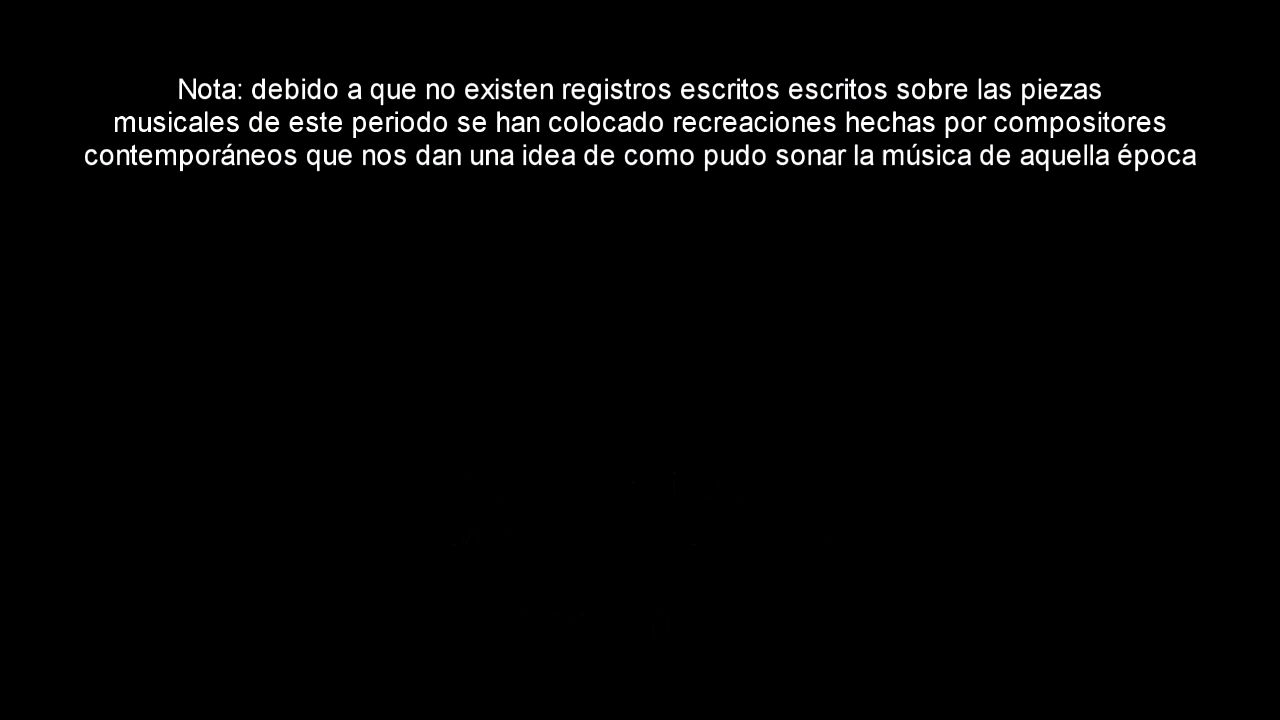 Nota: debido a que no existen registros escritos escritos sobre las piezas
musicales de este periodo se han colocado recreaciones hechas por compositores
contemporáneos que nos dan una idea de como pudo sonar la música de aquella época